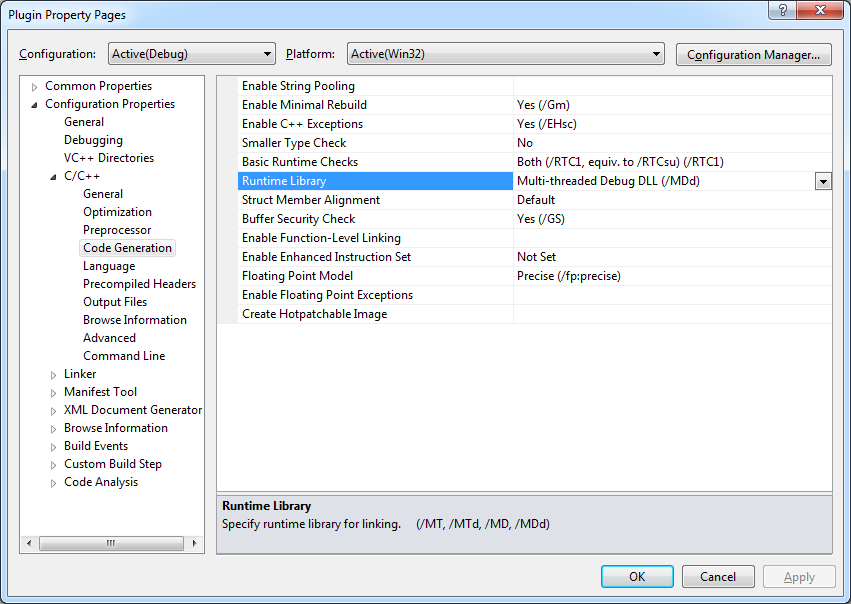 Plugin Property Pages
?
Configuration: Active(Debug) Platform: Active(Win32) Configuration Manager...
Common Properties
Configuration Properties
General
Debugging
VC++ Directories
C/C++
General
Optimization
Preprocessor
Code Generation
Language
Precompiled Headers
Output Files
Browse Information
Advanced
Command Line
Linker
Manifest Tool
XML Document Generator
Browse Information
Build Events
Custom Build Step
Code Analysis
Enable String Pooling
Enable Minimal Rebuild Yes (/Gm)
Enable C++ Exceptions Yes (/EHsc)
Smaller Type Check No
Basic Runtime Checks Both (/RTC1, equiv. to /RTCsu) (/RTC1)
Runtime Library Multi-threaded Debug DLL (/MDd)
Struct Member Alignment Default
Buffer Security Check Yes (/GS)
Enable Function-Level Linking
Enable Enhanced Instruction Set Not Set
Floating Point Model Precise (/fp:precise)
Enable Floating Point Exceptions
Create Hotpatchable Image
Runtime Library
Specify runtime library for linking. (/MT, /MTd, /MD, /MDd)
OK Cancel Apply